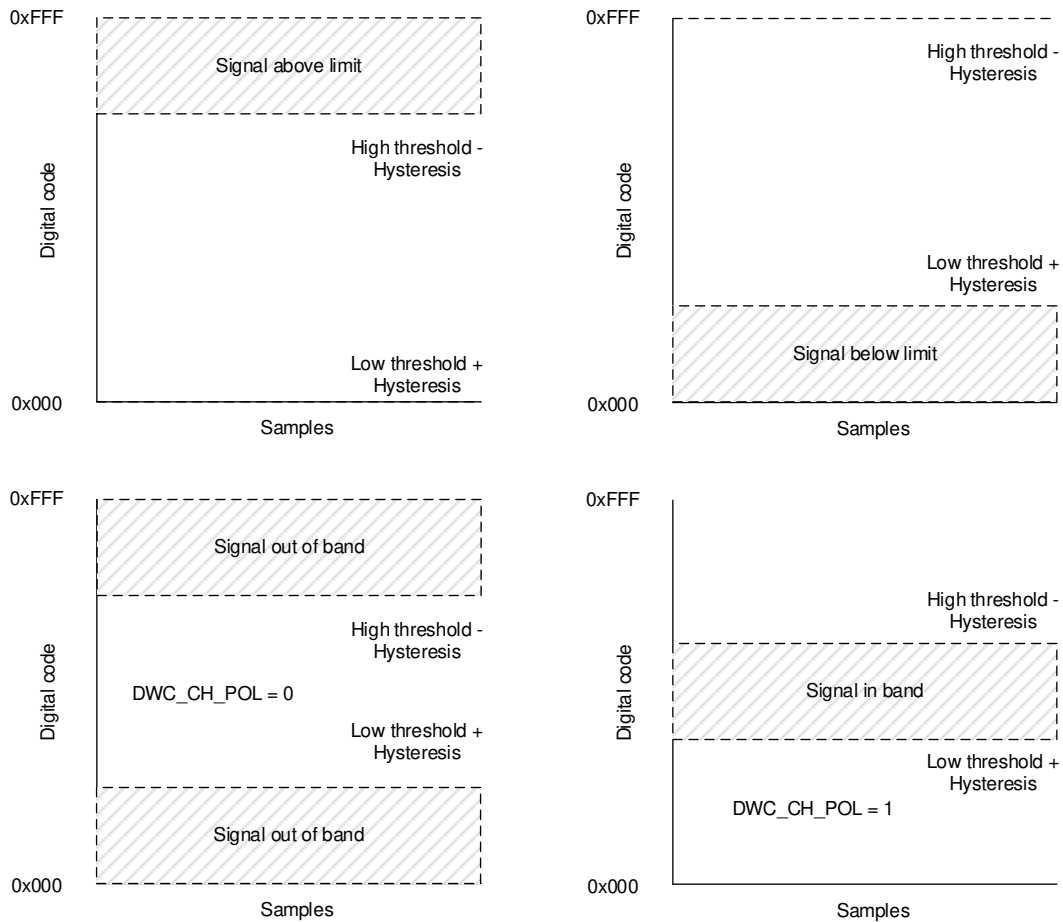 0xFFF
Signal above limit
High threshold -
Hysteresis
Digital code
Low threshold +
Hysteresis
0x000
Samples
High threshold -
Hysteresis
Digital code
Low threshold +
Hysteresis
Signal below limit
0x000
Samples
0xFFF
Signal out of band
High threshold -
Hysteresis
Digital code
DWC_CH_POL = 0
Low threshold +
Hysteresis
Signal out of band
0x000
Samples
0xFFF
High threshold -
Hysteresis
Digital code
Signal in band
Low threshold +
Hysteresis
DWC_CH_POL = 1
0x000
Samples
0xFFF